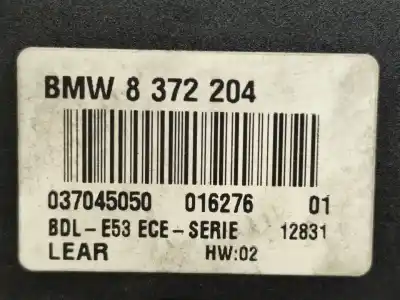 BMW 8 372 204
037045050 016276 01
BDL-E53 ECE-SERIE 12831
LEAR HW:02